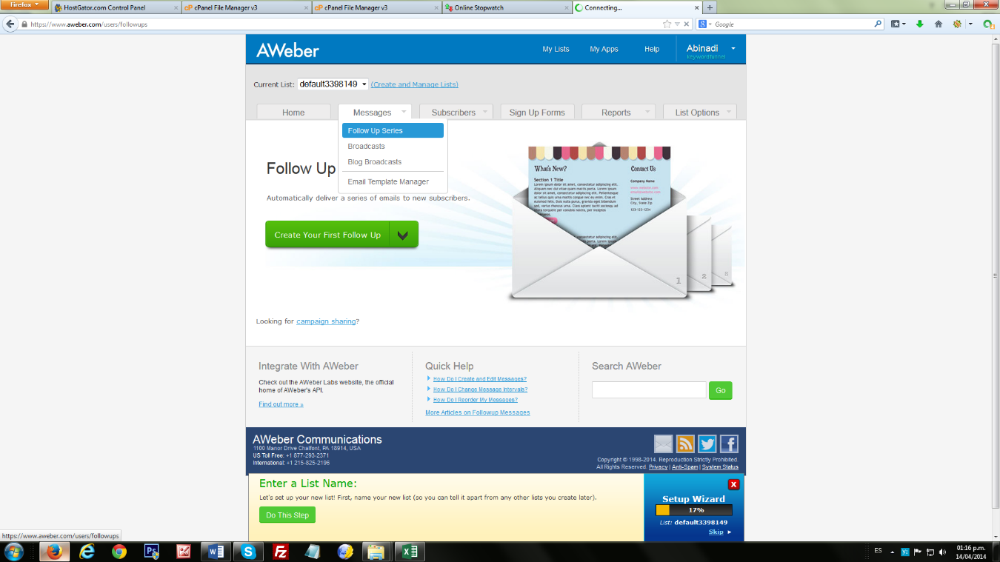 Firefox
HostGator.com Control Panel
cPanel File Manager v3
cPanel File Manager v3
Online Stopwatch
Connecting...
https://www.aweber.com/users/followups
Google
AWeber
My Lists
My Apps
Help
Abinadi
keywordtunnel
Current List:
default3398149
(Create and Manage Lists)
Home
Messages
Subscribers
Sign Up Forms
Reports
List Options
Follow Up Series
Broadcasts
Blog Broadcasts
Email Template Manager
Follow Up
Automatically deliver a series of emails to new subscribers.
Create Your First Follow Up
What's New?
Contact Us
Section 1 Title
Company Name
Street Address
City, State Zip
123-123-1234
1
2
3
Looking for campaign sharing?
Integrate With AWeber
Check out the AWeber Labs website, the official
home of AWeber's API.
Find out more »
Quick Help
How Do I Create and Edit Messages?
How Do I Change Message Intervals?
How Do I Reorder My Messages?
More Articles on Followup Messages
Search AWeber
Go
AWeber Communications
1100 Manor Drive Chalfont, PA 18914, USA
US Toll Free: +1 877-293-2371
International: +1 215-825-2196
Copyright © 1998-2014. Reproduction Strictly Prohibited.
All Rights Reserved. Privacy | Anti-Spam | System Status
Enter a List Name:
Let's set up your new list! First, name your new list (so you can tell it apart from any other lists you create later).
Do This Step
X
Setup Wizard
17%
List: default3398149
Skip
https://www.aweber.com/users/followups
ES
01:16 p.m.
14/04/2014